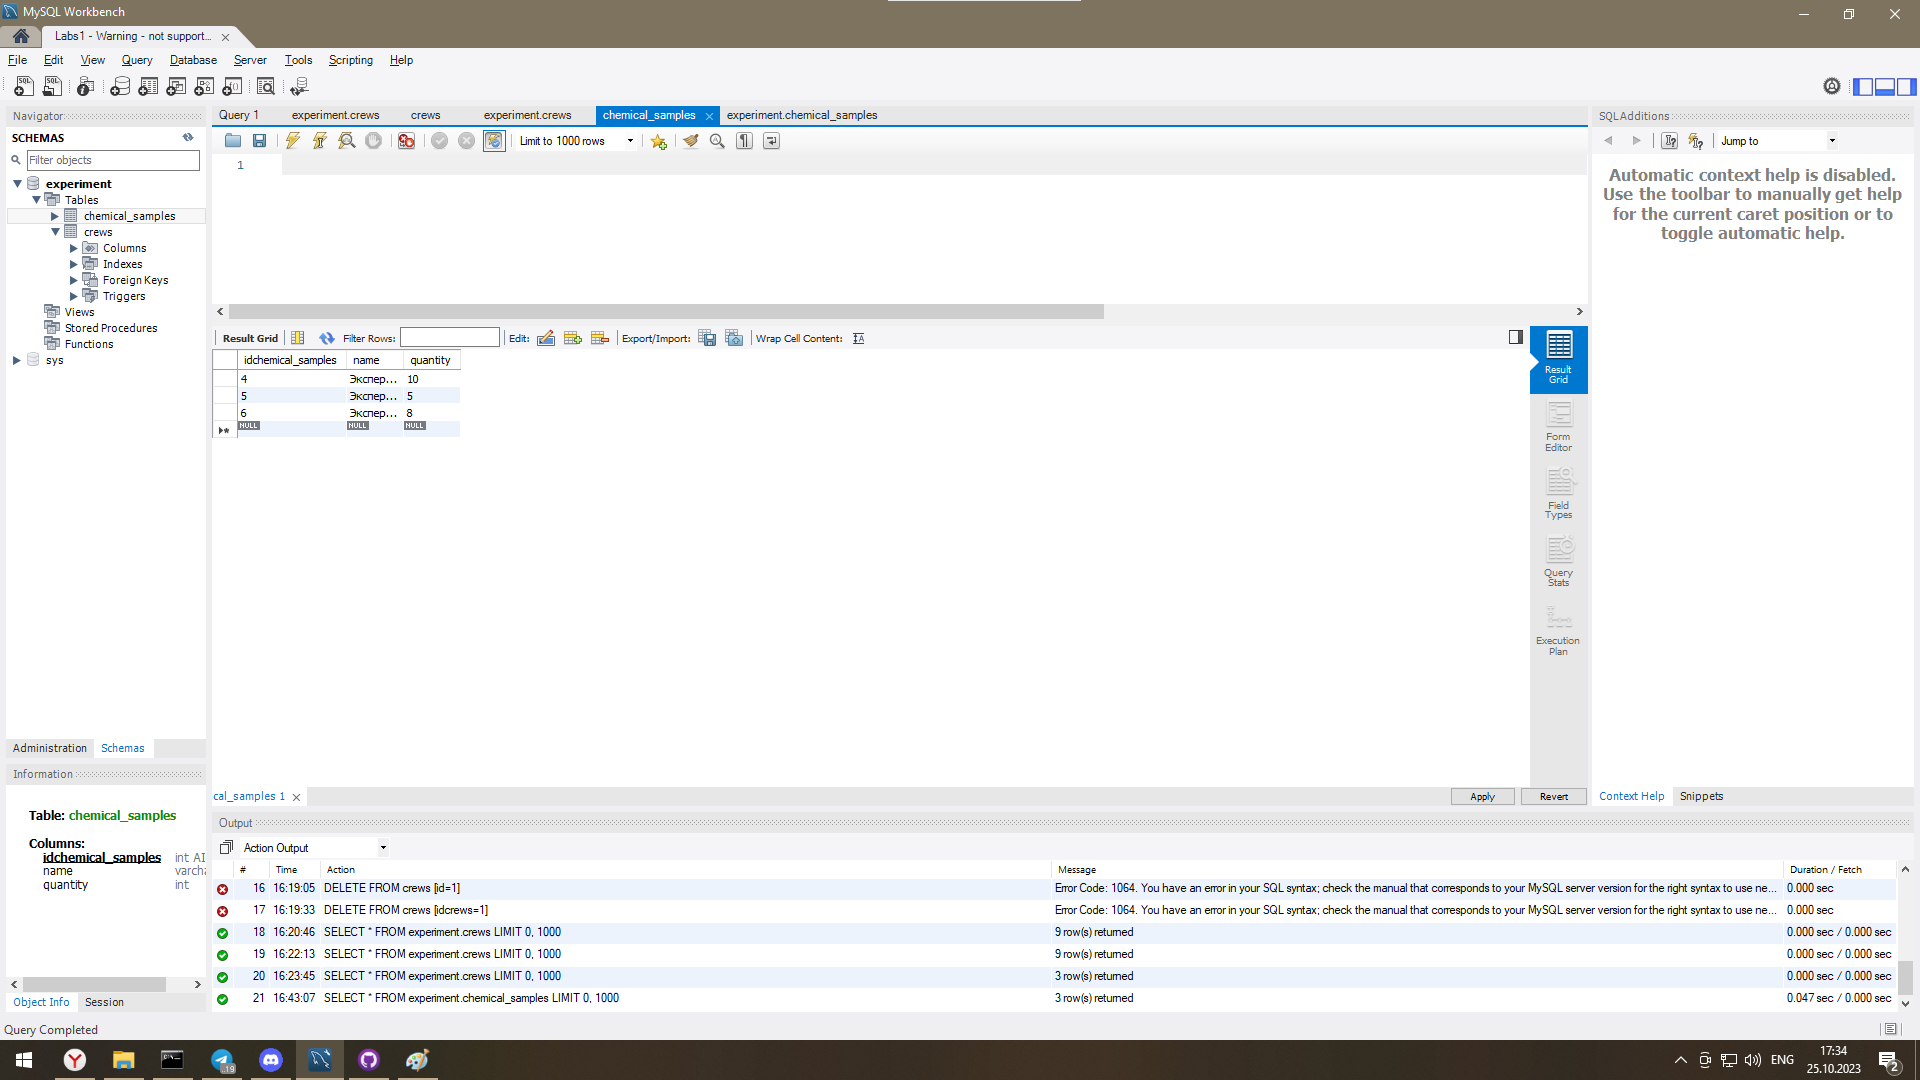 MySQL Workbench
Labs1 - Warning - not support...
File Edit View Query Database Server Tools Scripting Help
Navigator
SCHEMAS
Filter objects
experiment
Tables
chemical_samples
crews
Columns
Indexes
Foreign Keys
Triggers
Views
Stored Procedures
Functions
sys
Administration Schemas
Information
Table: chemical_samples
Columns:
idchemical_samples int AI
name varcha
quantity int
Object Info Session
Query 1 experiment.crews crews experiment.crews chemical_samples experiment.chemical_samples
Limit to 1000 rows
1
Result Grid Filter Rows: Edit: Export/Import: Wrap Cell Content:
idchemical_samples name quantity
4 Экспер... 10
5 Экспер... 5
6 Экспер... 8
NULL NULL NULL
Result Grid
Form Editor
Field Types
Query Stats
Execution Plan
cal_samples 1
Apply Revert
SQLAdditions
Jump to
Automatic context help is disabled.
Use the toolbar to manually get help
for the current caret position or to
toggle automatic help.
Context Help Snippets
Output
Action Output
# Time Action Message Duration / Fetch
16 16:19:05 DELETE FROM crews [id=1] Error Code: 1064. You have an error in your SQL syntax; check the manual that corresponds to your MySQL server version for the right syntax to use ne... 0.000 sec
17 16:19:33 DELETE FROM crews [idcrews=1] Error Code: 1064. You have an error in your SQL syntax; check the manual that corresponds to your MySQL server version for the right syntax to use ne... 0.000 sec
18 16:20:46 SELECT * FROM experiment.crews LIMIT 0, 1000 9 row(s) returned 0.000 sec / 0.000 sec
19 16:22:13 SELECT * FROM experiment.crews LIMIT 0, 1000 9 row(s) returned 0.000 sec / 0.000 sec
20 16:23:45 SELECT * FROM experiment.crews LIMIT 0, 1000 3 row(s) returned 0.000 sec / 0.000 sec
21 16:43:07 SELECT * FROM experiment.chemical_samples LIMIT 0, 1000 3 row(s) returned 0.047 sec / 0.000 sec
Query Completed
19
ENG
17:34
25.10.2023
2